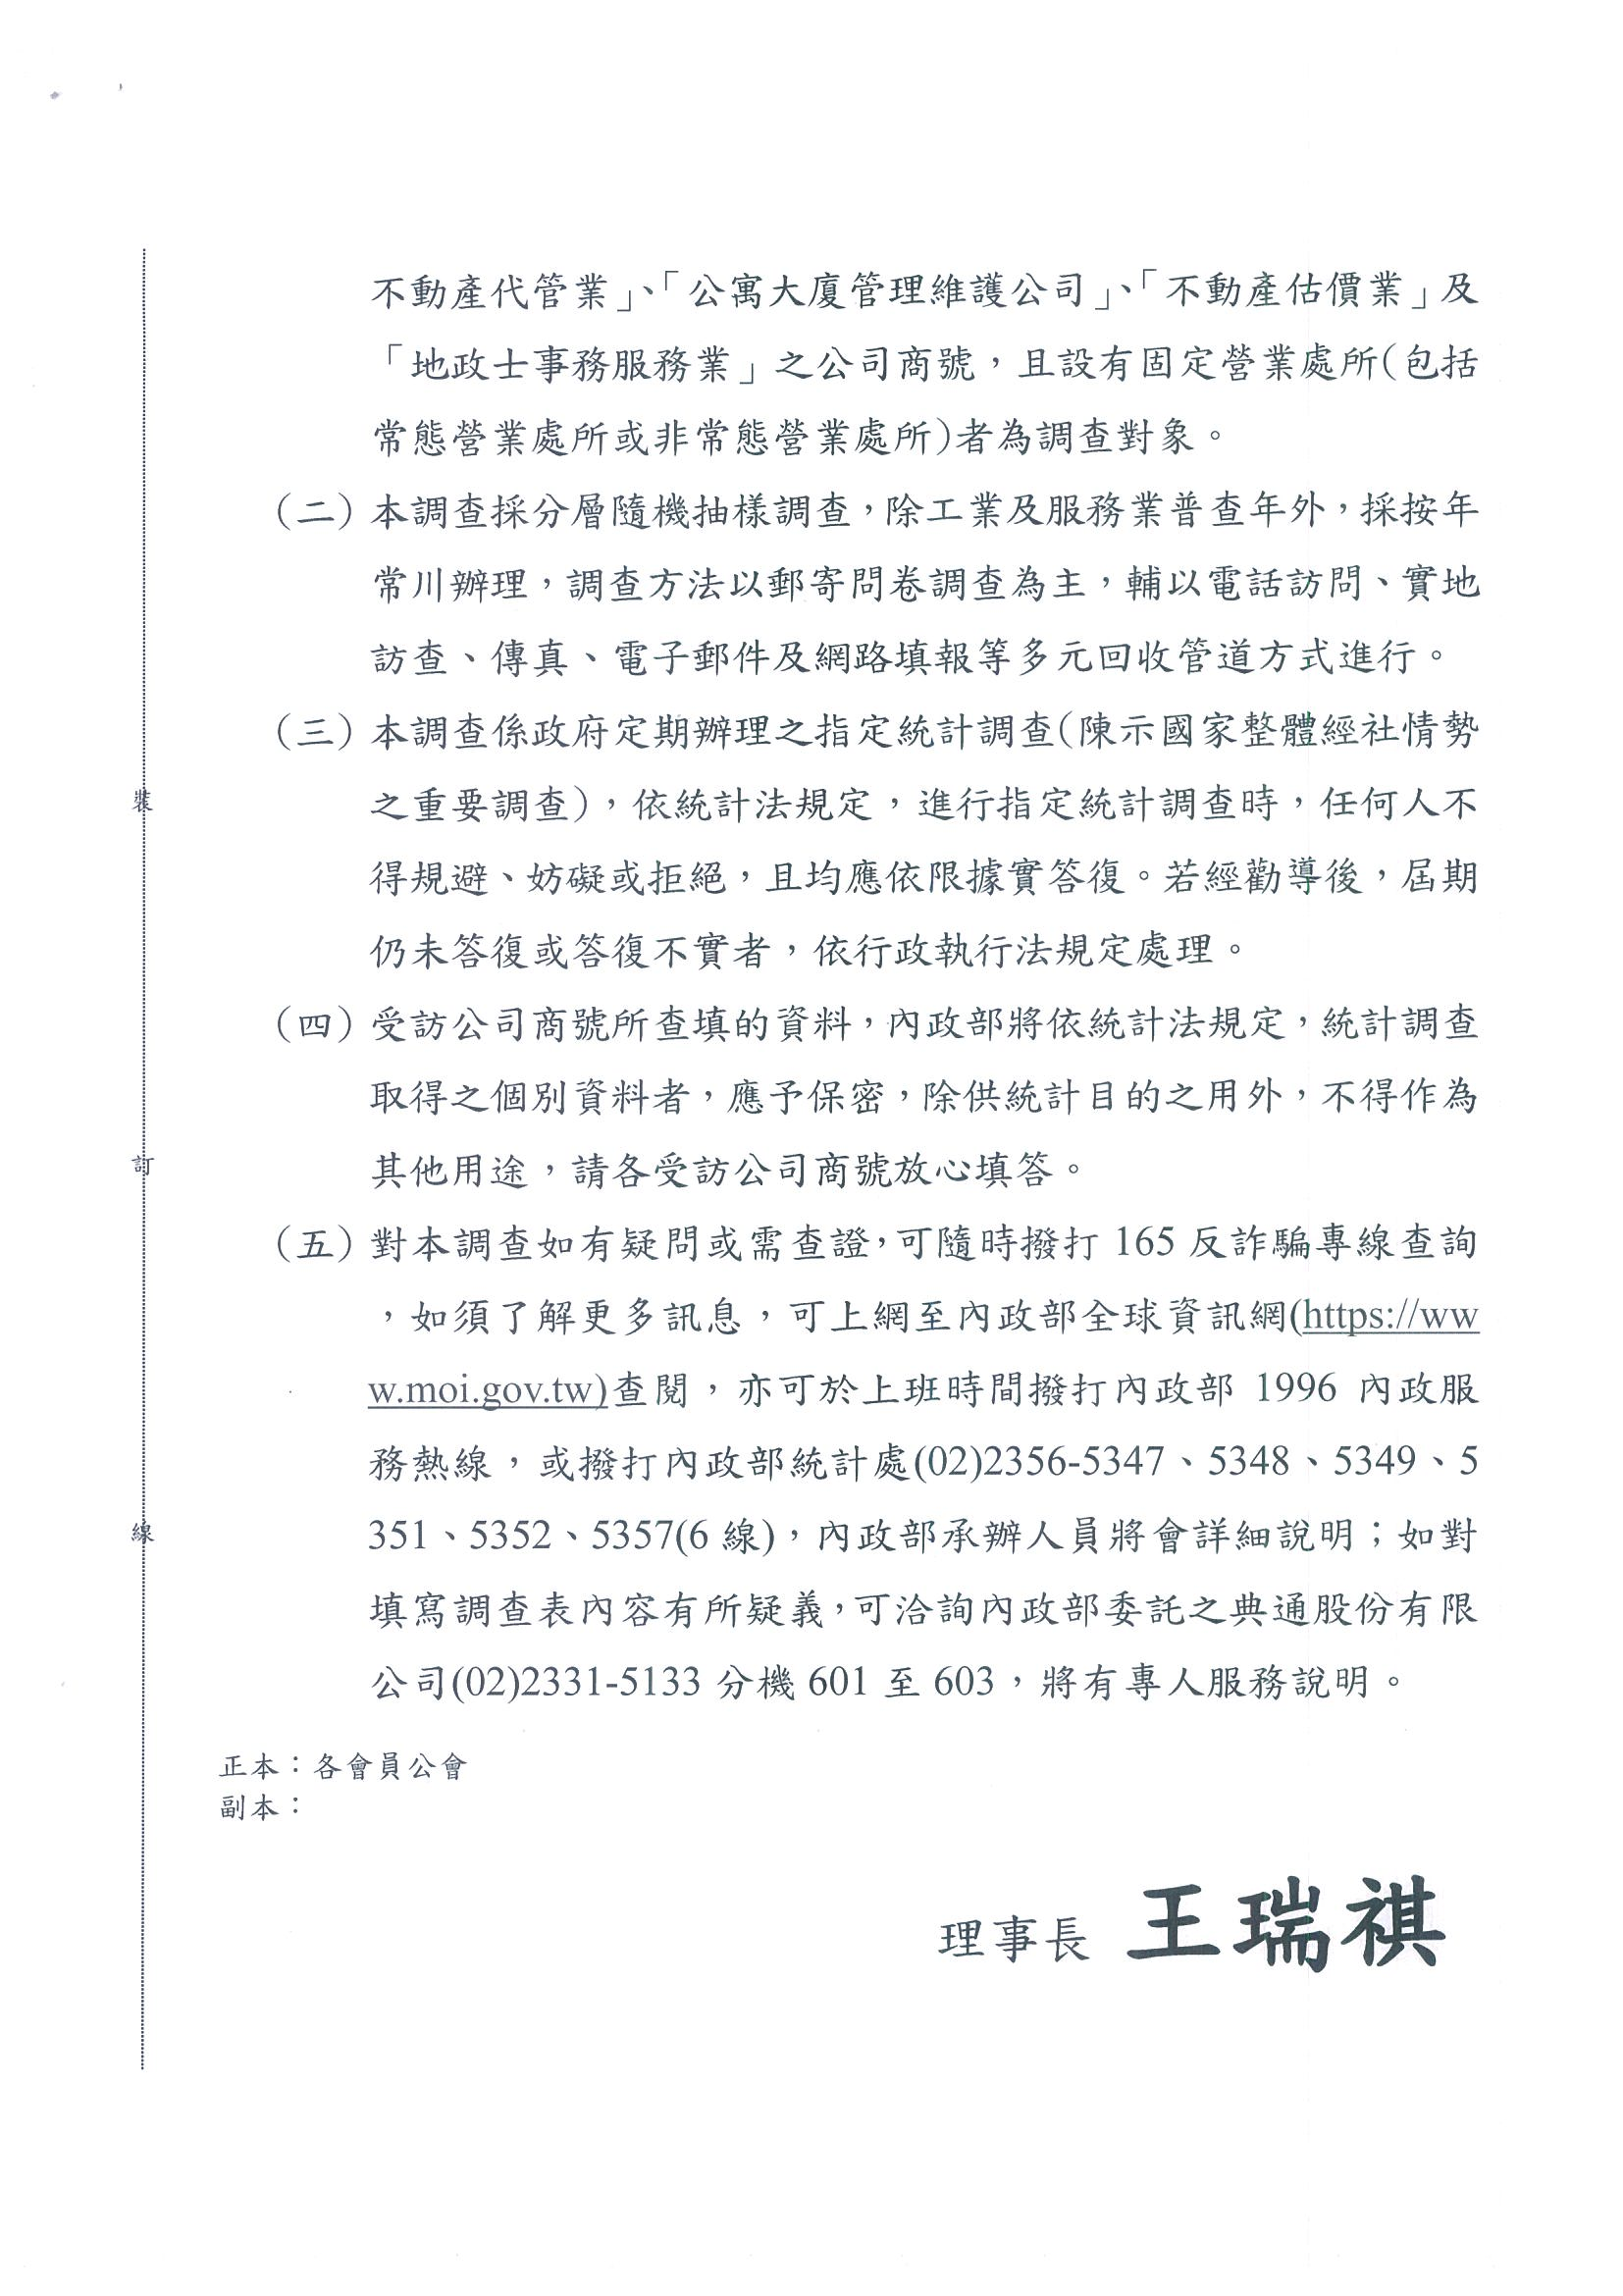 不動產代管業」、「公寓大廈管理維護公司」、「不動產估價業」及
「地政士事務服務業」之公司商號，且設有固定營業處所(包括
常態營業處所或非常態營業處所)者為調查對象。
(二)本調查採分層隨機抽樣調查，除工業及服務業普查年外，採按年
常川辦理，調查方法以郵寄問卷調查為主，輔以電話訪問、實地
訪查、傳真、電子郵件及網路填報等多元回收管道方式進行。
(三)本調查係政府定期辦理之指定統計調查(陳示國家整體經社情勢
之重要調查)，依統計法規定，進行指定統計調查時，任何人不
得規避、妨礙或拒絕，且均應依限據實答復。若經勸導後，屆期
仍未答復或答復不實者，依行政執行法規定處理。
(四)受訪公司商號所查填的資料，內政部將依統計法規定，統計調查
取得之個別資料者，應予保密，除供統計目的之用外，不得作為
其他用途，請各受訪公司商號放心填答。
(五)對本調查如有疑問或需查證，可隨時撥打 165 反詐騙專線查詢
，如須了解更多訊息，可上網至內政部全球資訊網(https://ww
w.moi.gov.tw)查閱，亦可於上班時間撥打內政部 1996 內政服
務熱線，或撥打內政部統計處(02)2356-5347、5348、5349、5
351、5352、5357(6 線)，內政部承辦人員將會詳細說明；如對
填寫調查表內容有所疑義，可洽詢內政部委託之典通股份有限
公司(02)2331-5133 分機 601 至 603，將有專人服務說明。
正本：各會員公會
副本：
理事長 王瑞祺
裝
訂
線